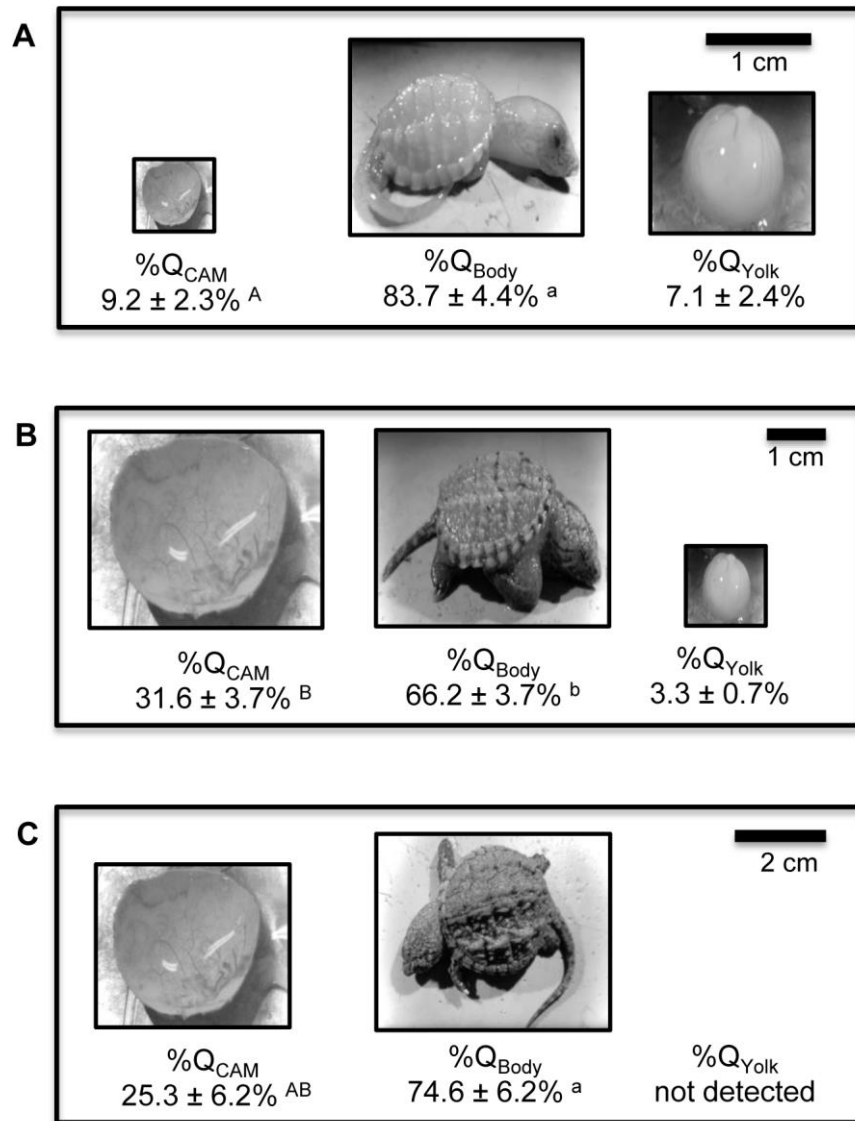 A
1 cm
%QCAM
9.2 ± 2.3% A
%QBody
83.7 ± 4.4% a
%QYolk
7.1 ± 2.4%
B
1 cm
%QCAM
31.6 ± 3.7% B
%QBody
66.2 ± 3.7% b
%QYolk
3.3 ± 0.7%
C
2 cm
%QCAM
25.3 ± 6.2% AB
%QBody
74.6 ± 6.2% a
%QYolk
not detected